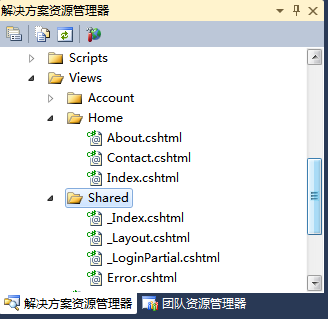 解决方案资源管理器
Scripts
Views
Account
Home
About.cshtml
Contact.cshtml
Index.cshtml
Shared
_Index.cshtml
_Layout.cshtml
_LoginPartial.cshtml
Error.cshtml
解决方案资源管理器 团队资源管理器